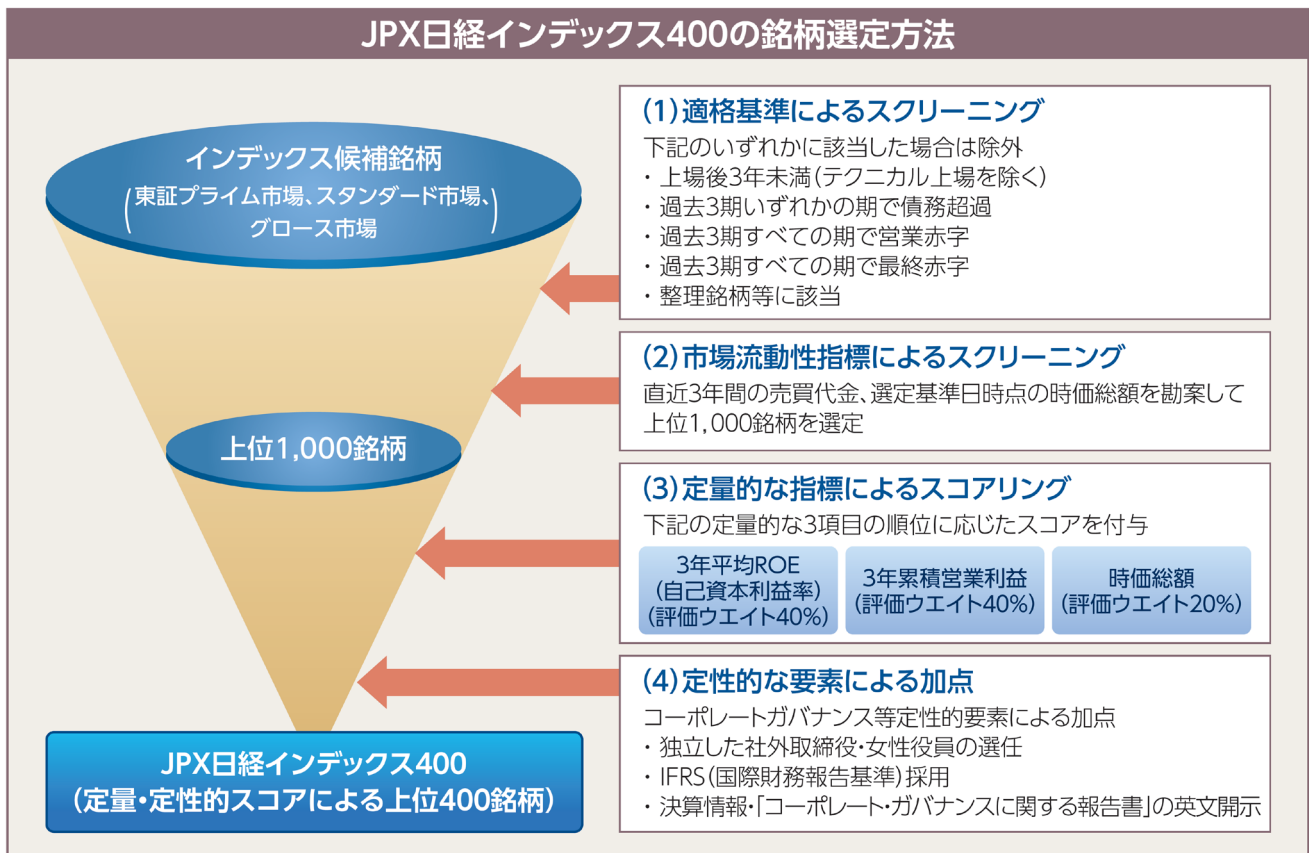 JPX日経インデックス400の銘柄選定方法
インデックス候補銘柄
(東証プライム市場、スタンダード市場、
グロース市場)
上位1,000銘柄
JPX日経インデックス400
(定量・定性的スコアによる上位400銘柄)
(1)適格基準によるスクリーニング
下記のいずれかに該当した場合は除外
・上場後3年未満(テクニカル上場を除く)
・過去3期いずれかの期で債務超過
・過去3期すべての期で営業赤字
・過去3期すべての期で最終赤字
・整理銘柄等に該当
(2)市場流動性指標によるスクリーニング
直近3年間の売買代金、選定基準日時点の時価総額を勘案して
上位1,000銘柄を選定
(3)定量的な指標によるスコアリング
下記の定量的な3項目の順位に応じたスコアを付与
3年平均ROE
(自己資本利益率)
(評価ウエイト40%)
3年累積営業利益
(評価ウエイト40%)
時価総額
(評価ウエイト20%)
(4)定性的な要素による加点
コーポレートガバナンス等定性的要素による加点
・独立した社外取締役・女性役員の選任
・IFRS(国際財務報告基準)採用
・決算情報・「コーポレート・ガバナンスに関する報告書」の英文開示